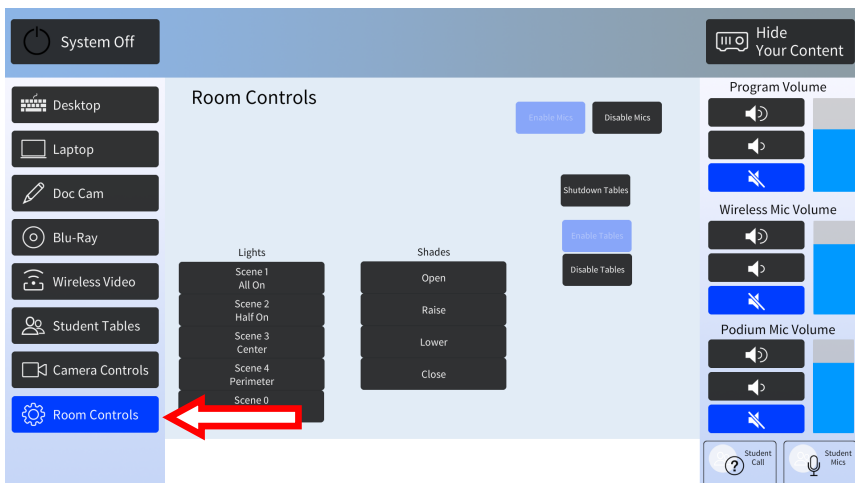 System Off
Hide
Your Content
Desktop
Laptop
Doc Cam
Blu-Ray
Wireless Video
Student Tables
Camera Controls
Room Controls
Room Controls
Enable Mics
Disable Mics
Shutdown Tables
Enable Tables
Disable Tables
Lights
Scene 1
All On
Scene 2
Half On
Scene 3
Center
Scene 4
Perimeter
Scene 0
Shades
Open
Raise
Lower
Close
Program Volume
Wireless Mic Volume
Podium Mic Volume
Student
Call
Student
Mics